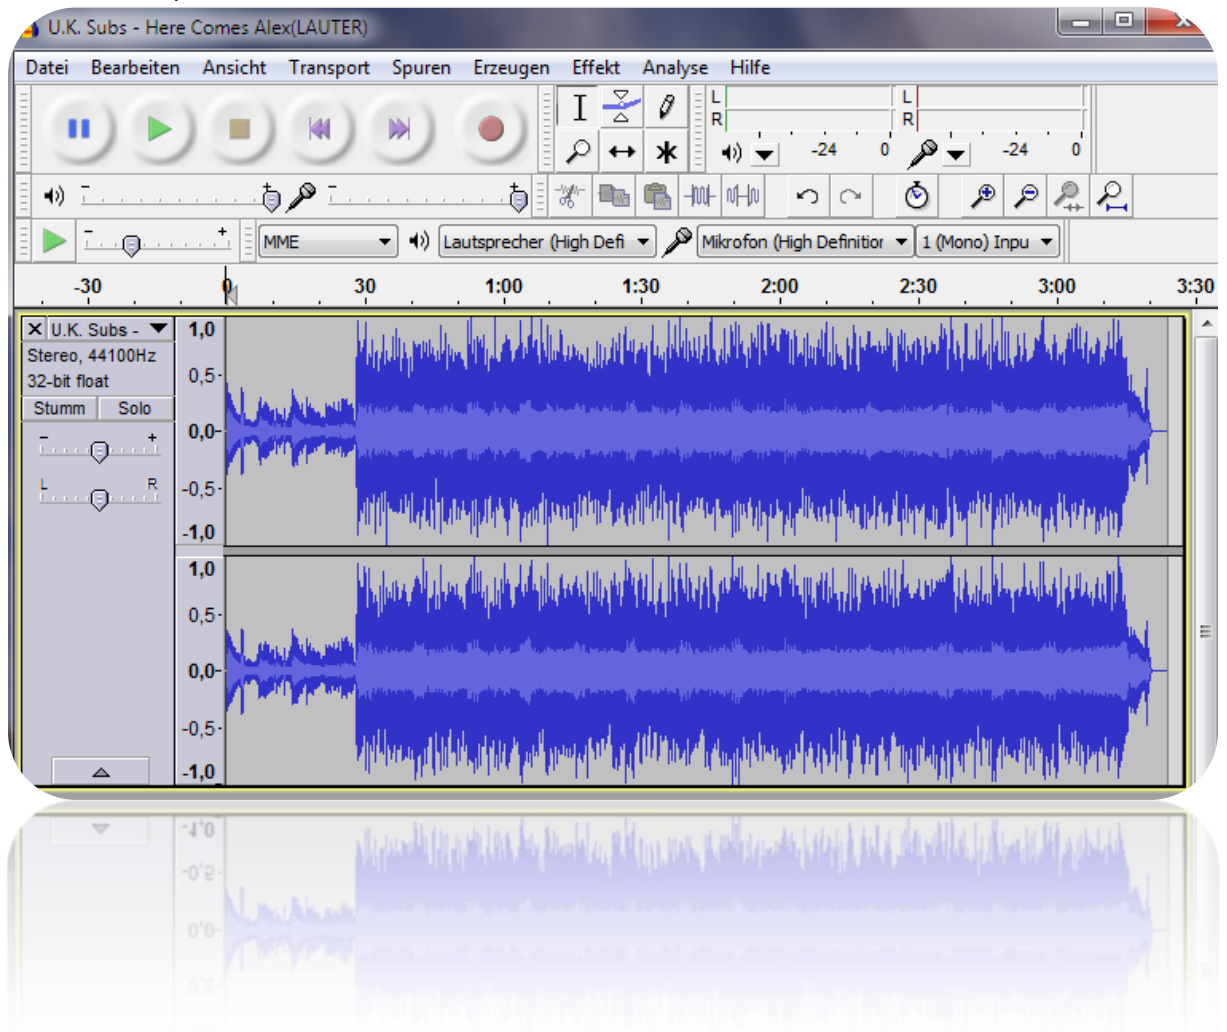 U.K. Subs - Here Comes Alex(LAUTER)
Datei Bearbeiten Ansicht Transport Spuren Erzeugen Effekt Analyse Hilfe
L L
R R
-24 0 -24 0
- + - +
- + MME Lautsprecher (High Defi Mikrofon (High Definitior 1 (Mono) Inpu
-30 0 30 1:00 1:30 2:00 2:30 3:00 3:30
U.K. Subs - 1,0
Stereo, 44100Hz
32-bit float 0,5
Stumm Solo
- + 0,0
L R -0,5
-1,0
1,0
0,5
0,0
-0,5
-1,0